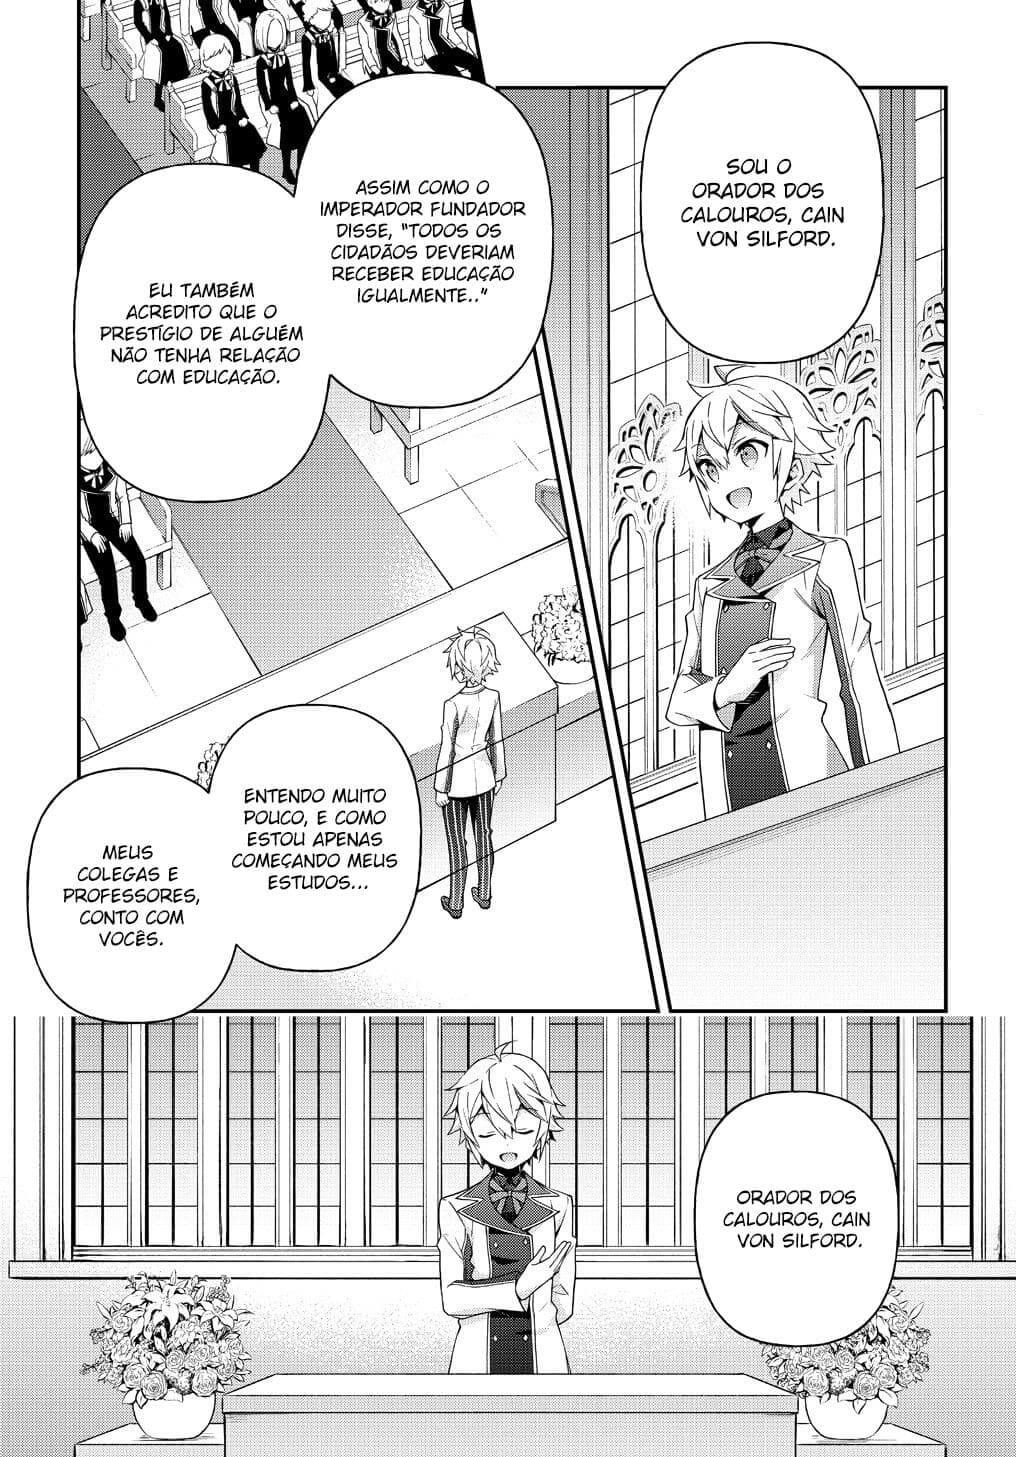 SOU O
ORADOR DOS
CALOUROS, CAIN
VON SILFORD.
ASSIM COMO O
IMPERADOR FUNDADOR
DISSE, "TODOS OS
CIDADÃOS DEVERIAM
RECEBER EDUCAÇÃO
IGUALMENTE.."
EU TAMBÉM
ACREDITO QUE O
PRESTÍGIO DE ALGUÉM
NÃO TENHA RELAÇÃO
COM EDUCAÇÃO.
ENTENDO MUITO
POUCO, E COMO
ESTOU APENAS
COMEÇANDO MEUS
ESTUDOS...
MEUS
COLEGAS E
PROFESSORES,
CONTO COM
VOCÊS.
ORADOR DOS
CALOUROS, CAIN
VON SILFORD.